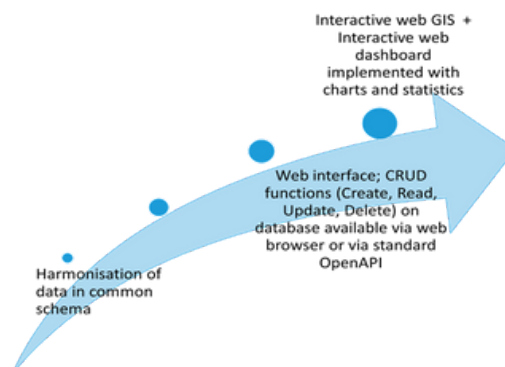 Interactive web GIS +
Interactive web
dashboard
implemented with
charts and statistics
Web interface; CRUD
functions (Create, Read,
Update, Delete) on
database available via web
browser or via standard
OpenAPI
Harmonisation of
data in common
schema